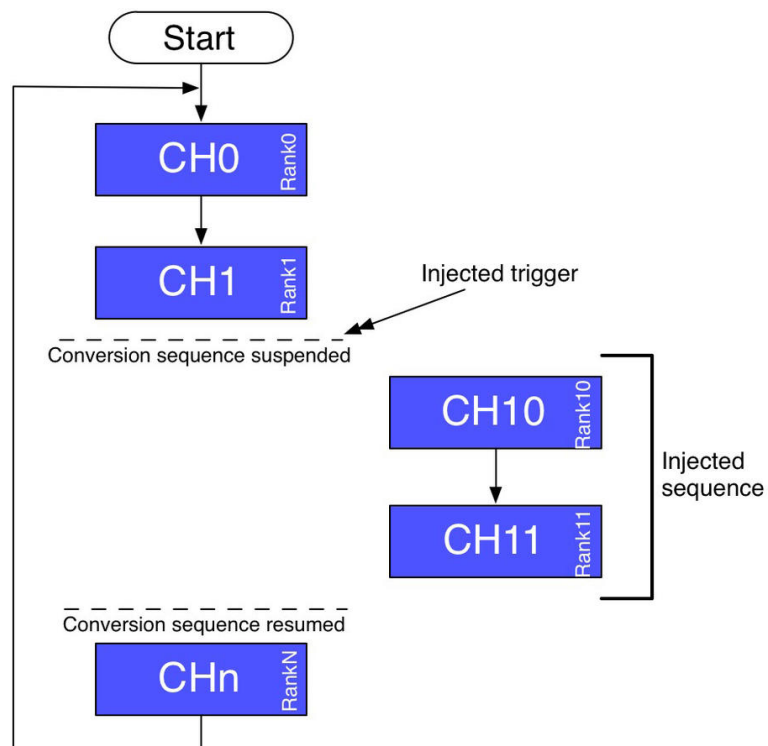 Start
CH0
Rank0
CH1
Rank1
Injected trigger
Conversion sequence suspended
CH10
Rank10
Injected
sequence
CH11
Rank11
Conversion sequence resumed
CHn
RankN